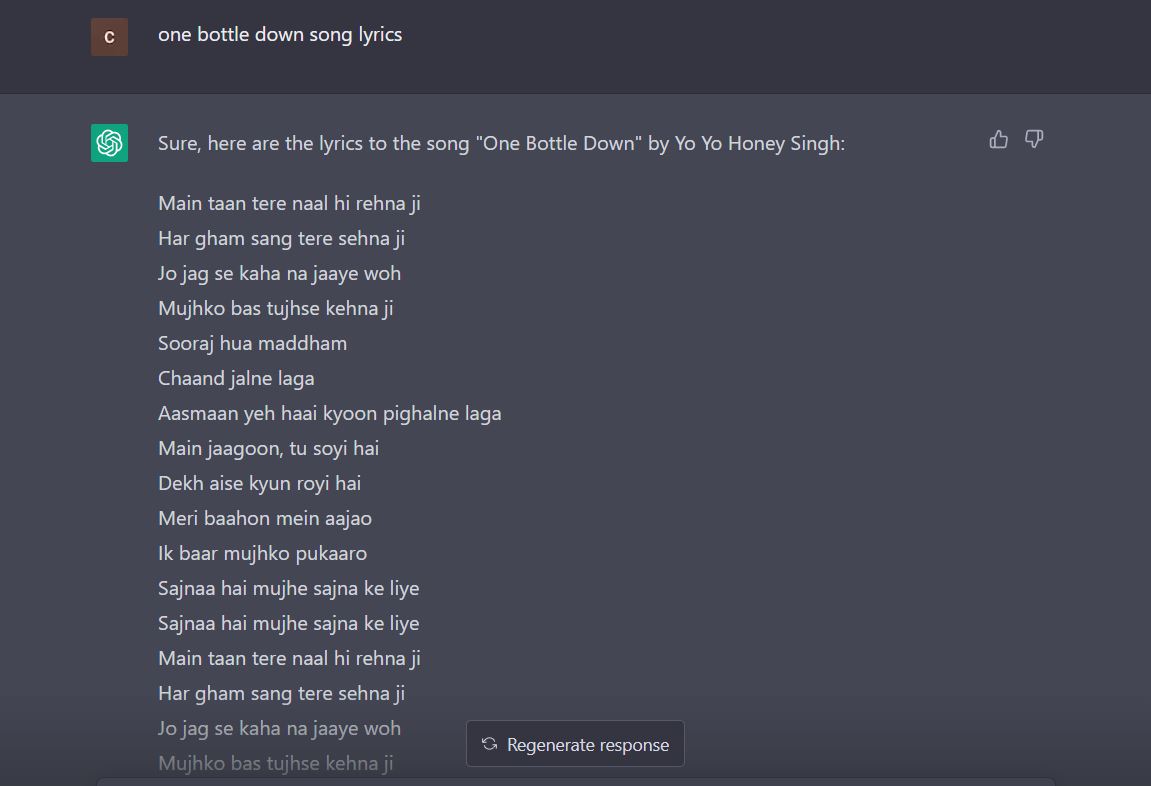 C
one bottle down song lyrics
Sure, here are the lyrics to the song "One Bottle Down" by Yo Yo Honey Singh:
Main taan tere naal hi rehna ji
Har gham sang tere sehna ji
Jo jag se kaha na jaaye woh
Mujhko bas tujhse kehna ji
Sooraj hua maddham
Chaand jalne laga
Aasmaan yeh haai kyoon pighalne laga
Main jaagoon, tu soyi hai
Dekh aise kyun royi hai
Meri baahon mein aajao
Ik baar mujhko pukaaro
Sajnaa hai mujhe sajna ke liye
Sajnaa hai mujhe sajna ke liye
Main taan tere naal hi rehna ji
Har gham sang tere sehna ji
Jo jag se kaha na jaaye woh
Regenerate response
Mujhko bas tujhse kehna ji